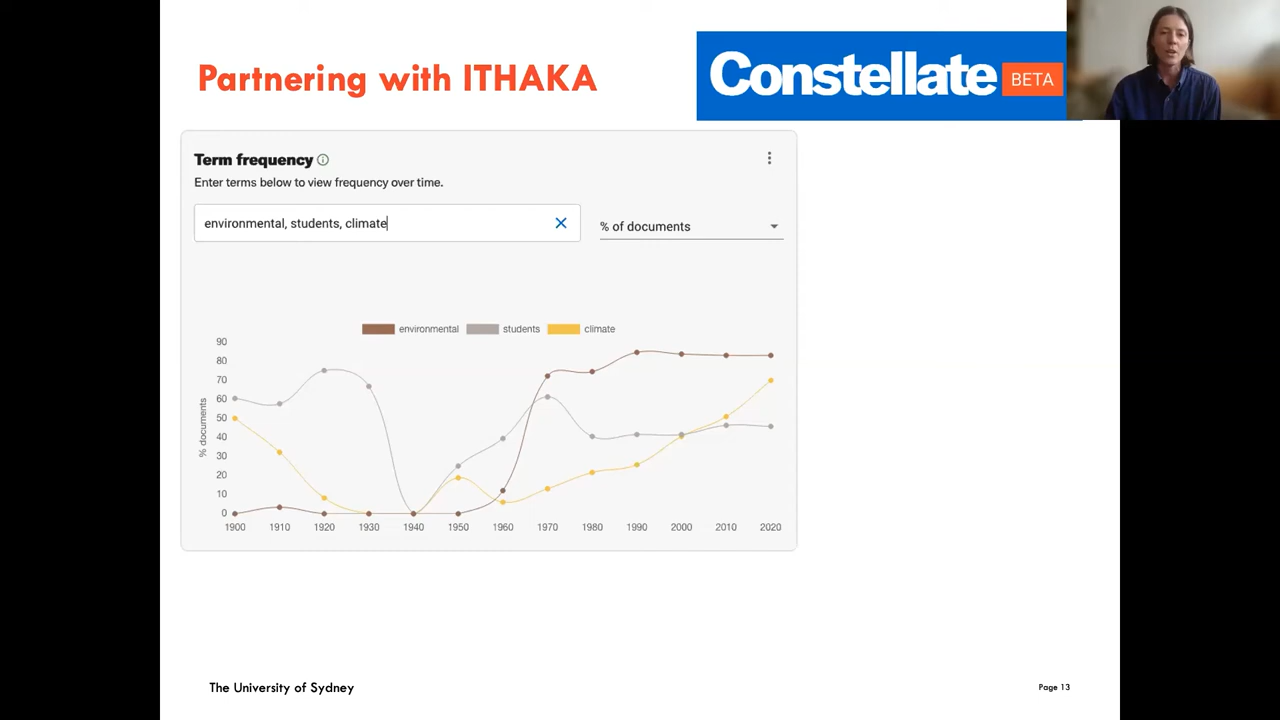 Partnering with ITHAKA
Constellate BETA
Term frequency
Enter terms below to view frequency over time.
environmental, students, climate
% of documents
environmental students climate
90
80
70
60
50
40
30
20
10
0
% documents
1900 1910 1920 1930 1940 1950 1960 1970 1980 1990 2000 2010 2020
The University of Sydney
Page 13